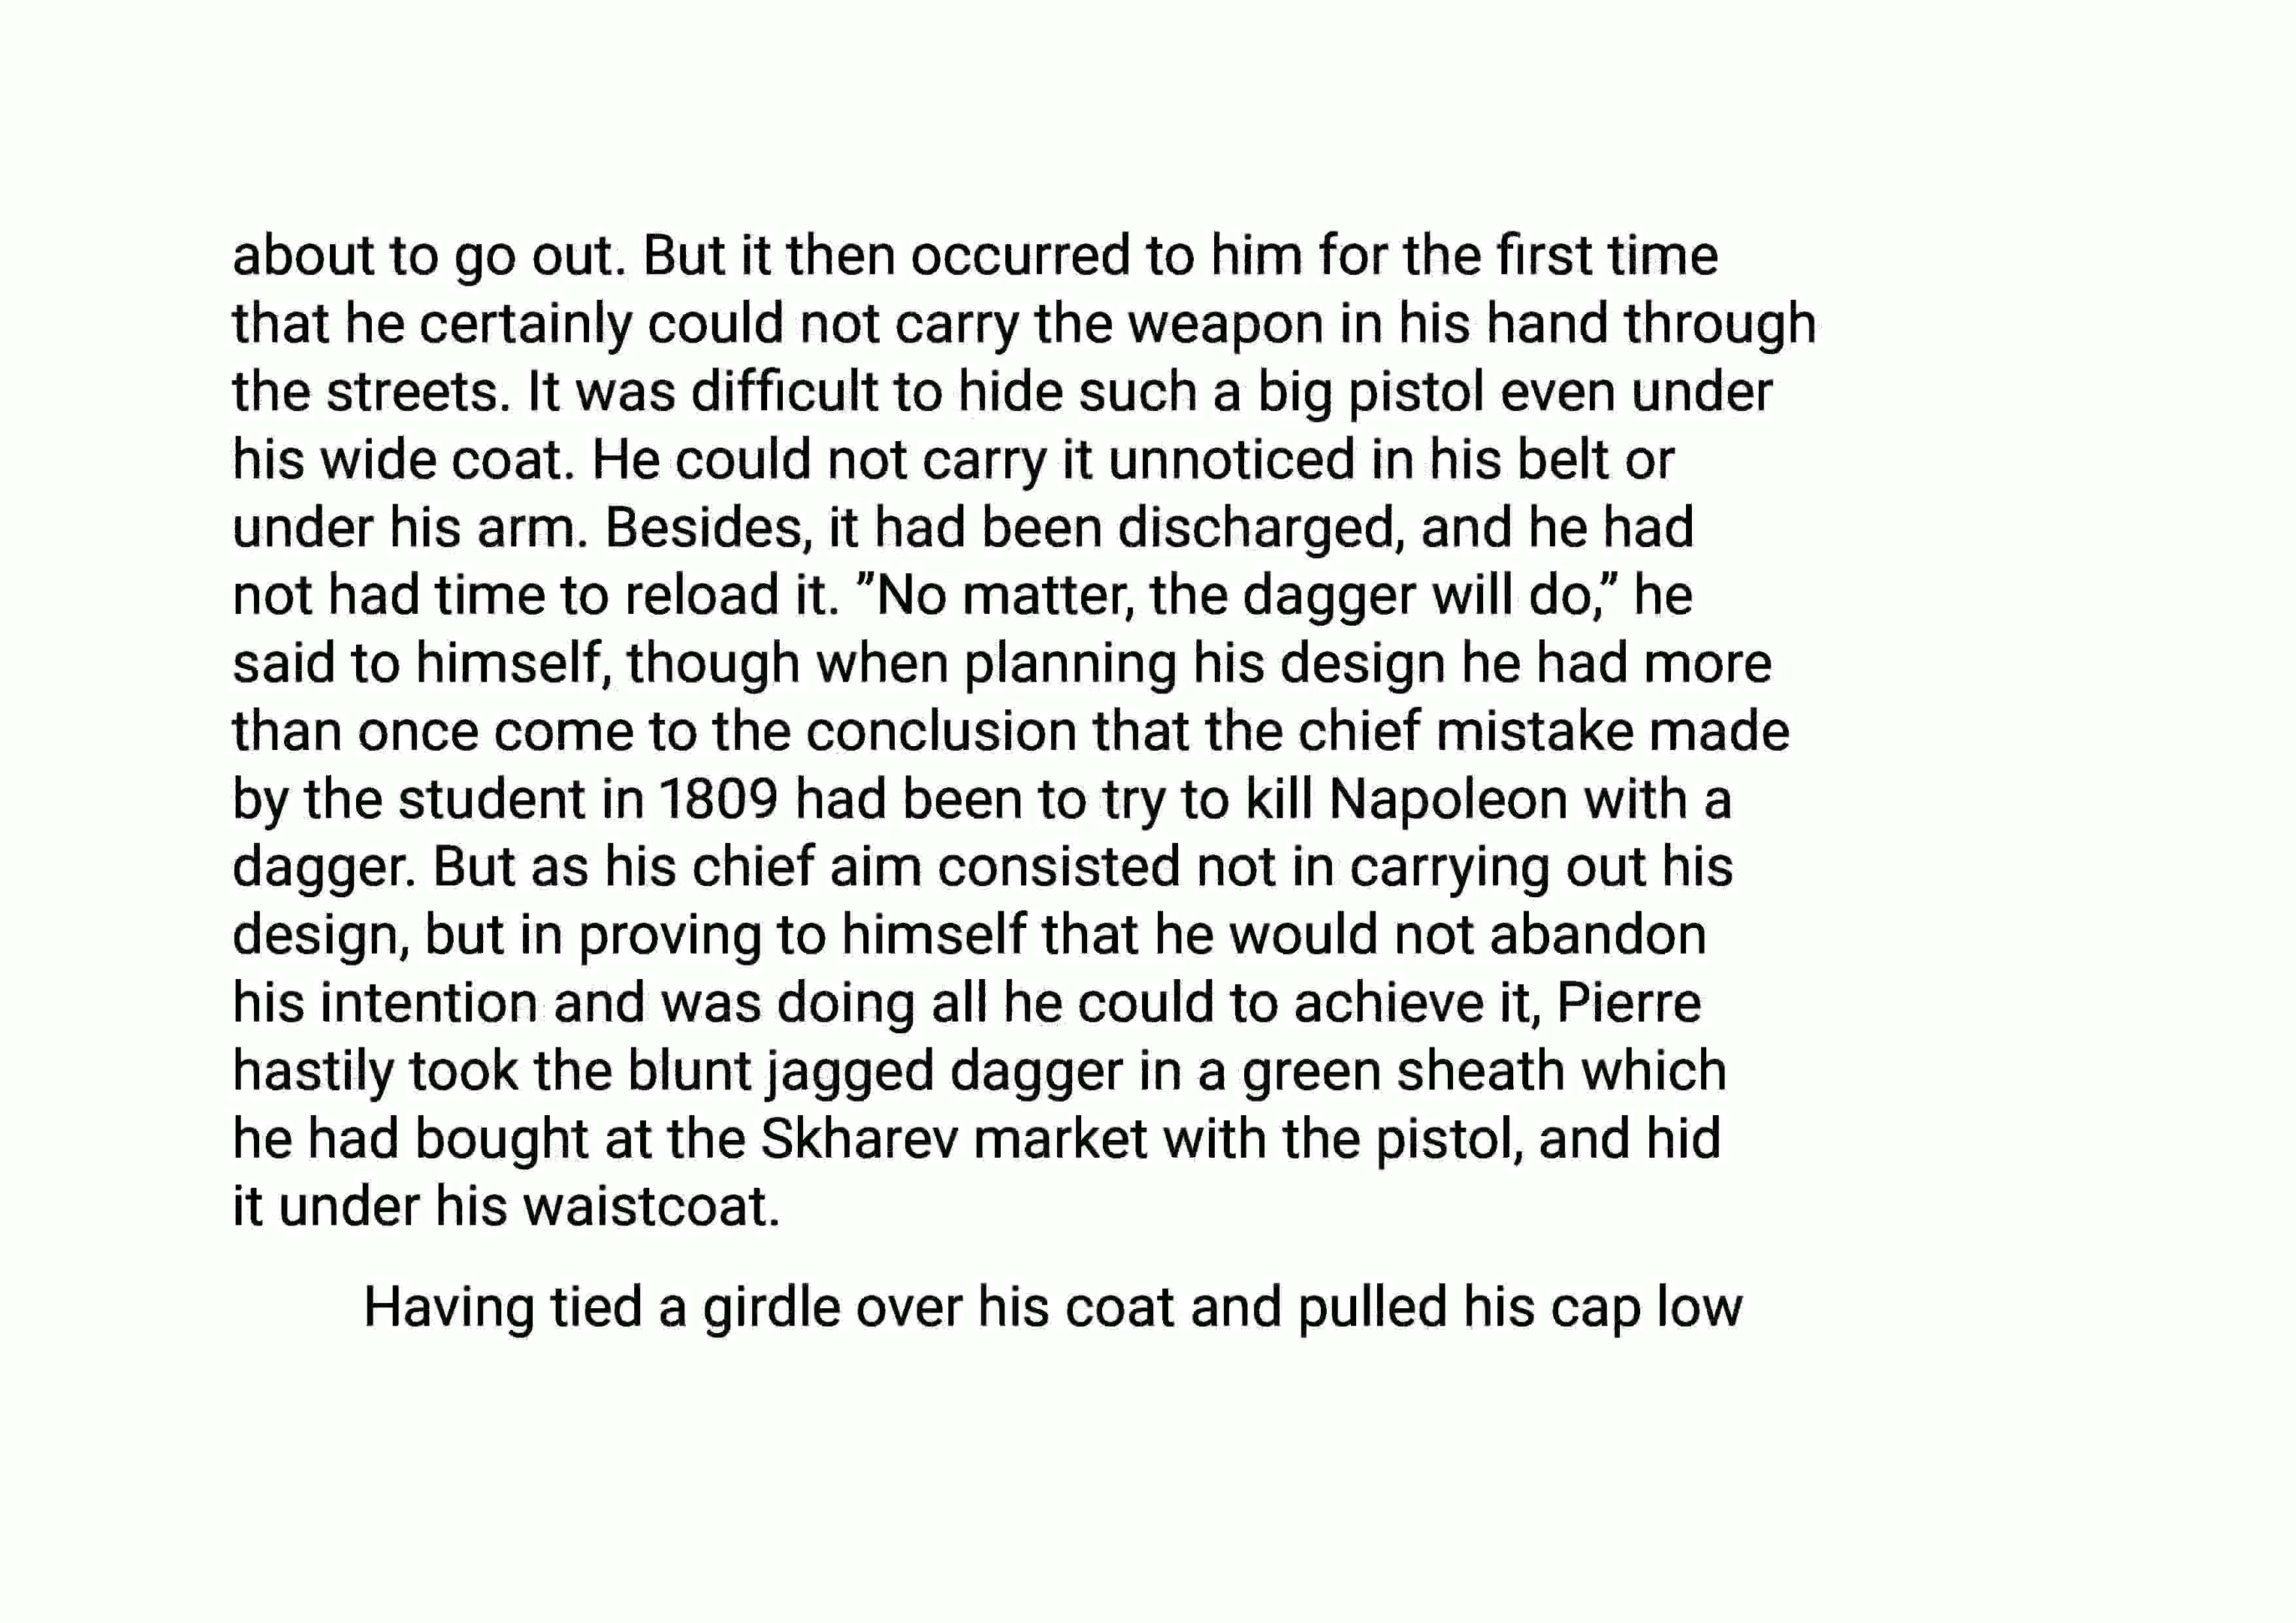 about to go out. But it then occurred to him for the first time
that he certainly could not carry the weapon in his hand through
the streets. It was difficult to hide such a big pistol even under
his wide coat. He could not carry it unnoticed in his belt or
under his arm. Besides, it had been discharged, and he had
not had time to reload it. ”No matter, the dagger will do,” he
said to himself, though when planning his design he had more
than once come to the conclusion that the chief mistake made
by the student in 1809 had been to try to kill Napoleon with a
dagger. But as his chief aim consisted not in carrying out his
design, but in proving to himself that he would not abandon
his intention and was doing all he could to achieve it, Pierre
hastily took the blunt jagged dagger in a green sheath which
he had bought at the Skharev market with the pistol, and hid
it under his waistcoat.
Having tied a girdle over his coat and pulled his cap low